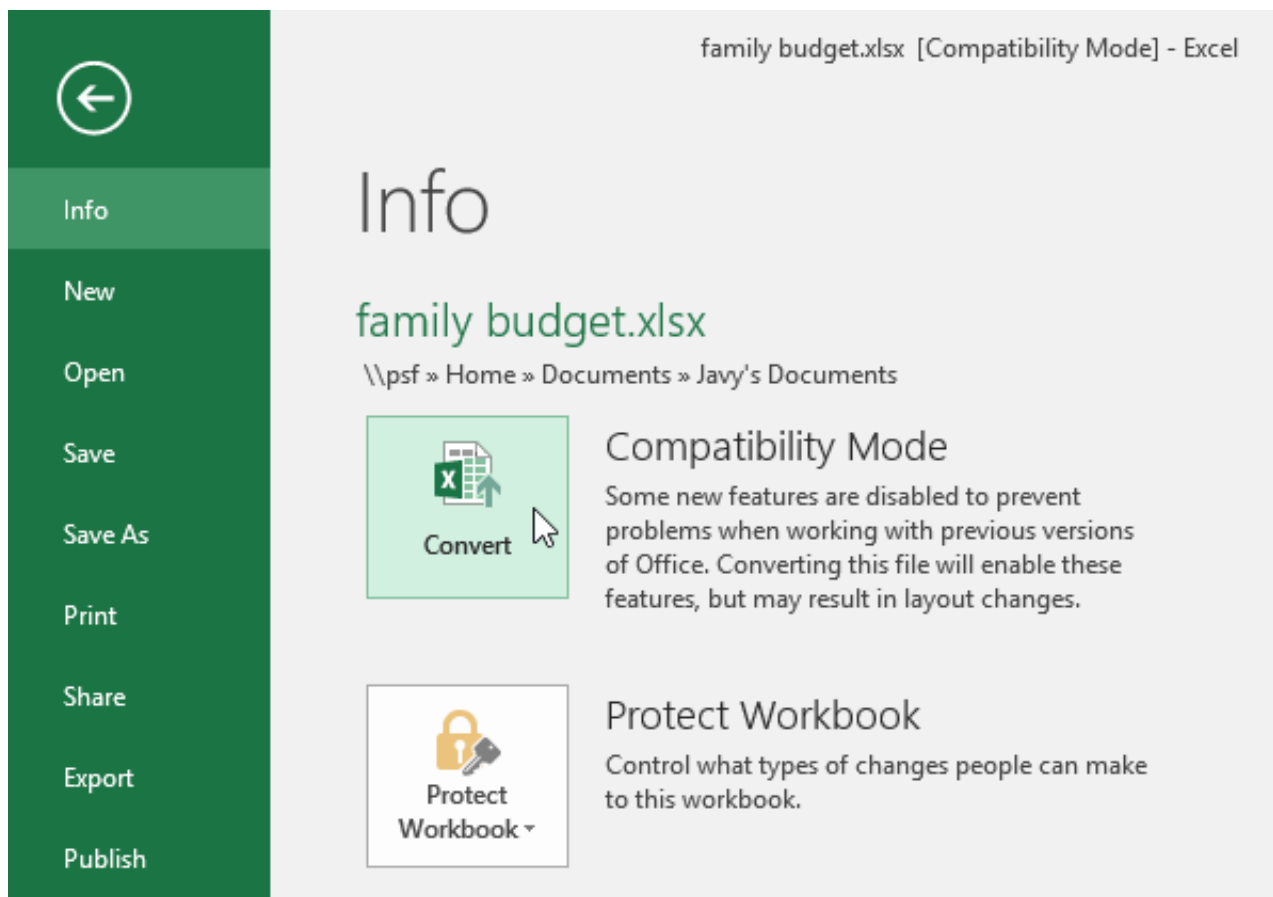 family budget.xlsx [Compatibility Mode] - Excel
Info
New
Open
Save
Save As
Print
Share
Export
Publish
Info
family budget.xlsx
\\psf » Home » Documents » Javy's Documents
Convert
Compatibility Mode
Some new features are disabled to prevent
problems when working with previous versions
of Office. Converting this file will enable these
features, but may result in layout changes.
Protect
Workbook
Protect Workbook
Control what types of changes people can make
to this workbook.